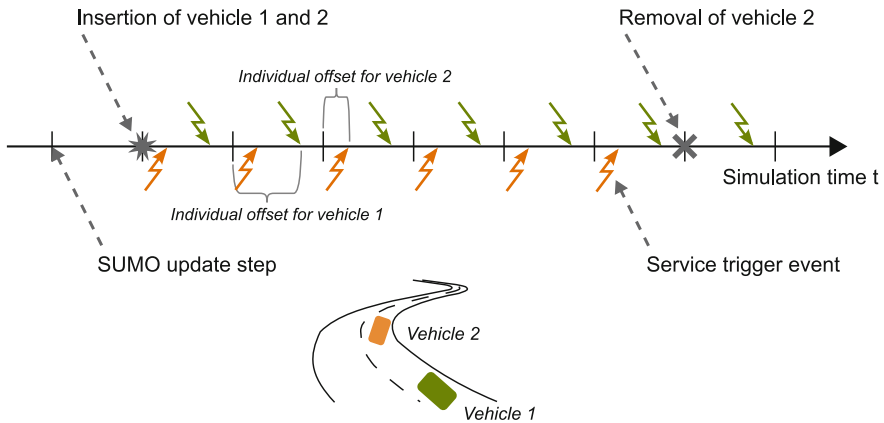 Insertion of vehicle 1 and 2
Removal of vehicle 2
Individual offset for vehicle 2
Simulation time t
Individual offset for vehicle 1
SUMO update step
Service trigger event
Vehicle 2
Vehicle 1